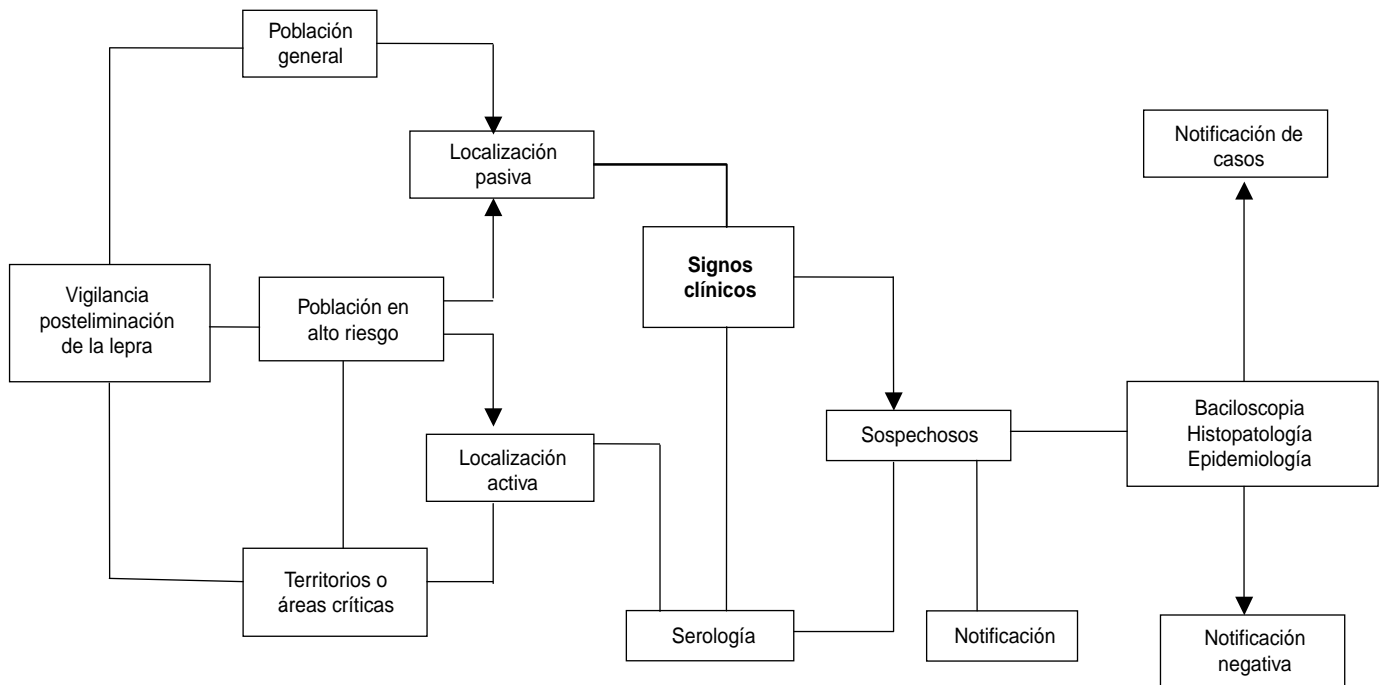 Población
general
Localización
pasiva
Notificación de
casos
Signos
clínicos
Vigilancia
posteliminación
de la lepra
Población en
alto riesgo
Baciloscopia
Histopatología
Epidemiología
Sospechosos
Localización
activa
Territorios o
áreas críticas
Serología
Notificación
Notificación
negativa